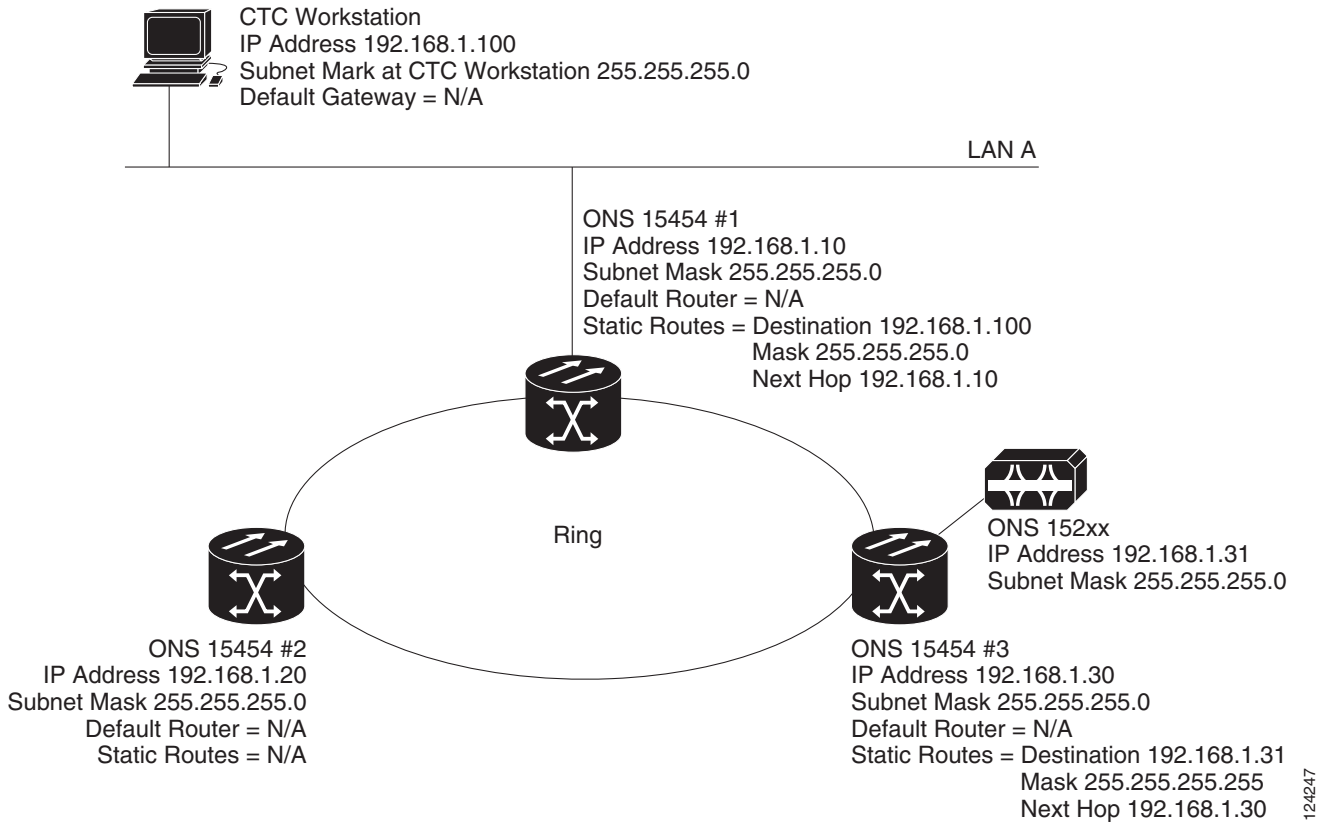 CTC Workstation
IP Address 192.168.1.100
Subnet Mark at CTC Workstation 255.255.255.0
Default Gateway = N/A
LAN A
ONS 15454 #1
IP Address 192.168.1.10
Subnet Mask 255.255.255.0
Default Router = N/A
Static Routes = Destination 192.168.1.100
Mask 255.255.255.0
Next Hop 192.168.1.10
Ring
ONS 152xx
IP Address 192.168.1.31
Subnet Mask 255.255.255.0
ONS 15454 #2
IP Address 192.168.1.20
Subnet Mask 255.255.255.0
Default Router = N/A
Static Routes = N/A
ONS 15454 #3
IP Address 192.168.1.30
Subnet Mask 255.255.255.0
Default Router = N/A
Static Routes = Destination 192.168.1.31
Mask 255.255.255.255
Next Hop 192.168.1.30
124247